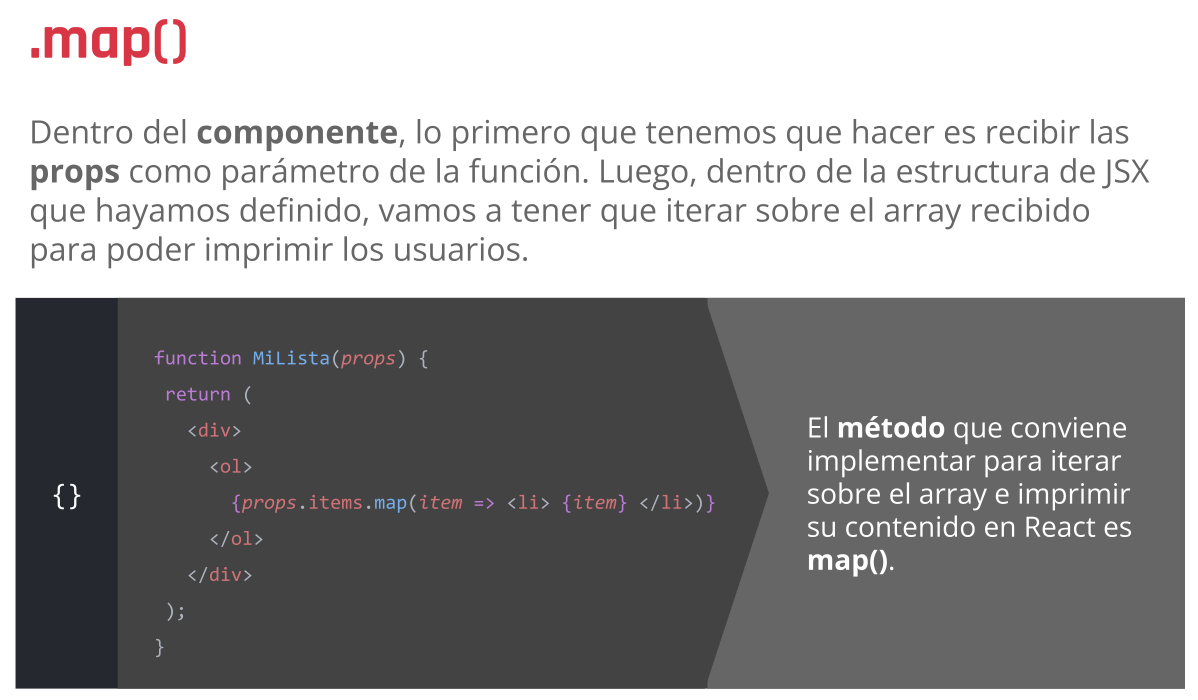 .map()
Dentro del componente, lo primero que tenemos que hacer es recibir las
props como parámetro de la función. Luego, dentro de la estructura de JSX
que hayamos definido, vamos a tener que iterar sobre el array recibido
para poder imprimir los usuarios.
{}
function MiLista(props) {
return (
<div>
<ol>
{props.items.map(item => <li> {item} </li>)}
</ol>
</div>
);
}
El método que conviene
implementar para iterar
sobre el array e imprimir
su contenido en React es
map().